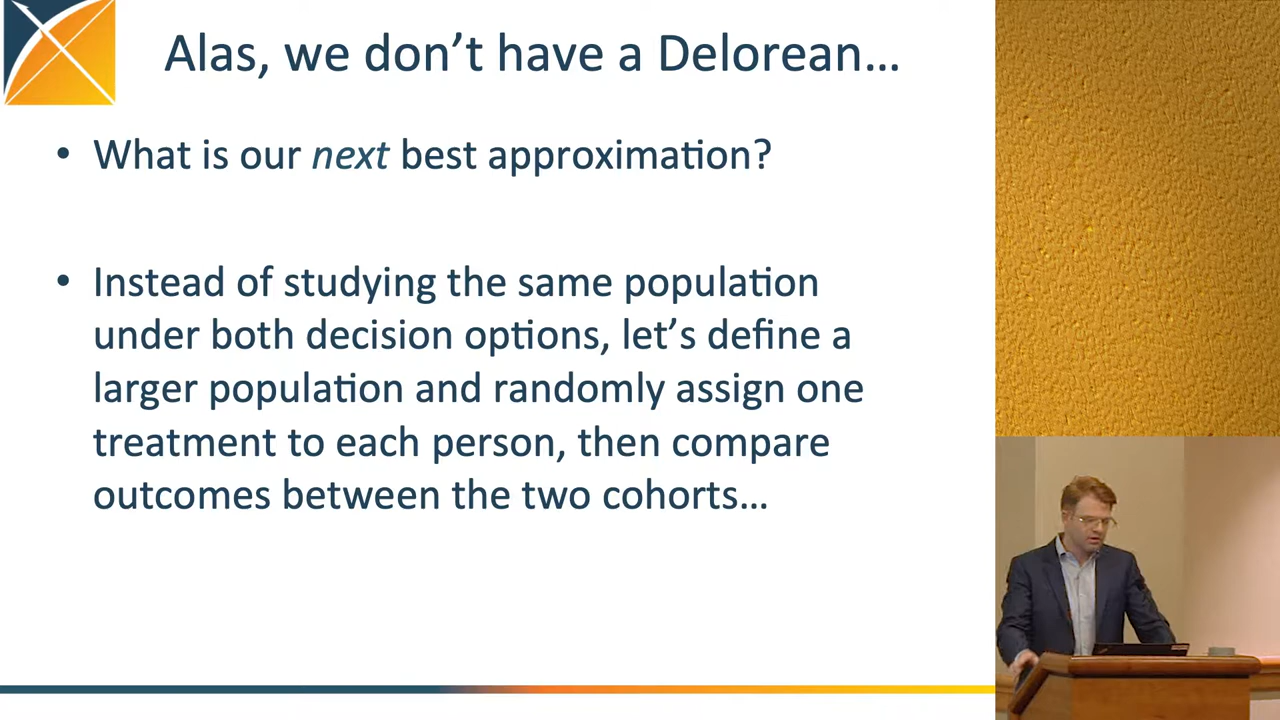 Alas, we don’t have a Delorean…
• What is our next best approximation?
• Instead of studying the same population
under both decision options, let’s define a
larger population and randomly assign one
treatment to each person, then compare
outcomes between the two cohorts…